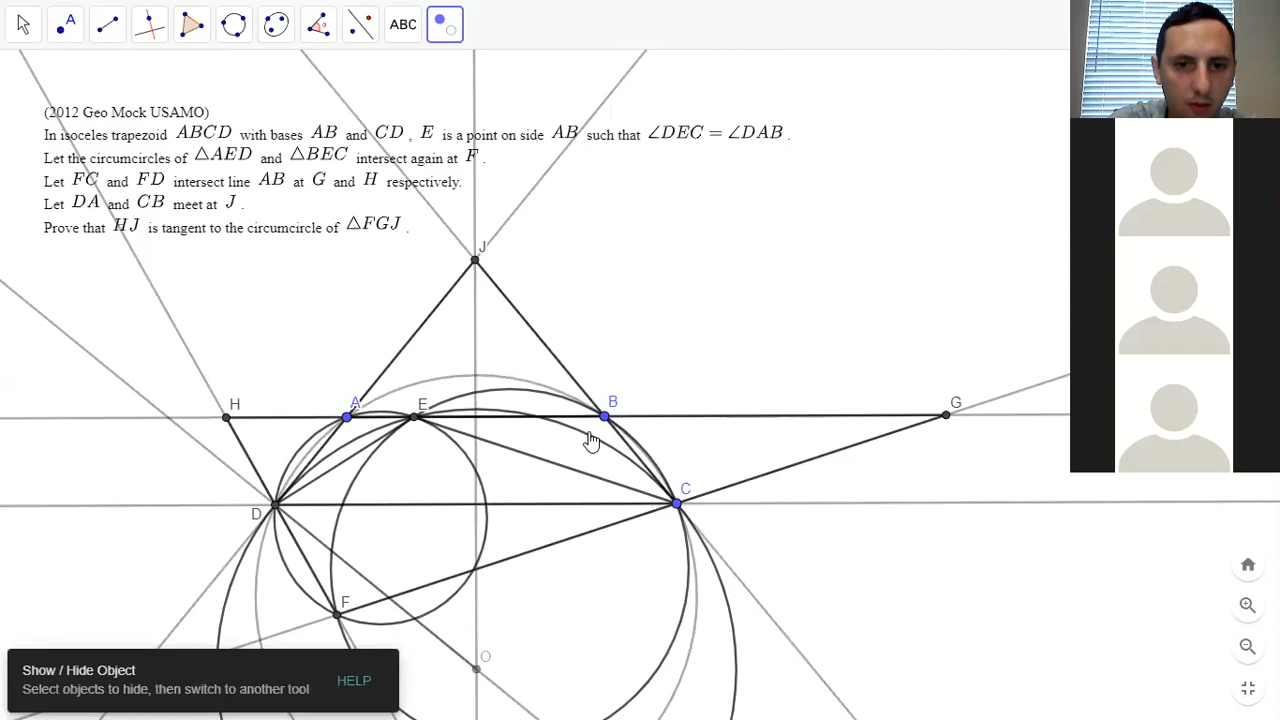 ABC
(2012 Geo Mock USAMO)
In isoceles trapezoid ABCD with bases AB and CD , E is a point on side AB such that ∠DEC = ∠DAB .
Let the circumcircles of △AED and △BEC intersect again at F .
Let FC and FD intersect line AB at G and H respectively.
Let DA and CB meet at J .
Prove that HJ is tangent to the circumcircle of △FGJ .
J
H
A
E
B
G
D
C
F
O
Show / Hide Object
Select objects to hide, then switch to another tool
HELP